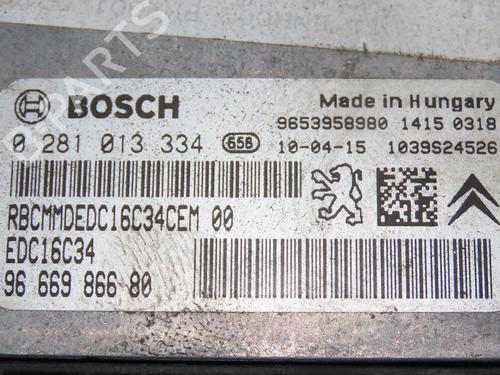 BOSCH
Made in Hungary
9653958980 1415 0318
0 281 013 334 658 10-04-15 1039S24526
RBCMMDEDC16C34CEM 00
EDC16C34
96 669 866 80